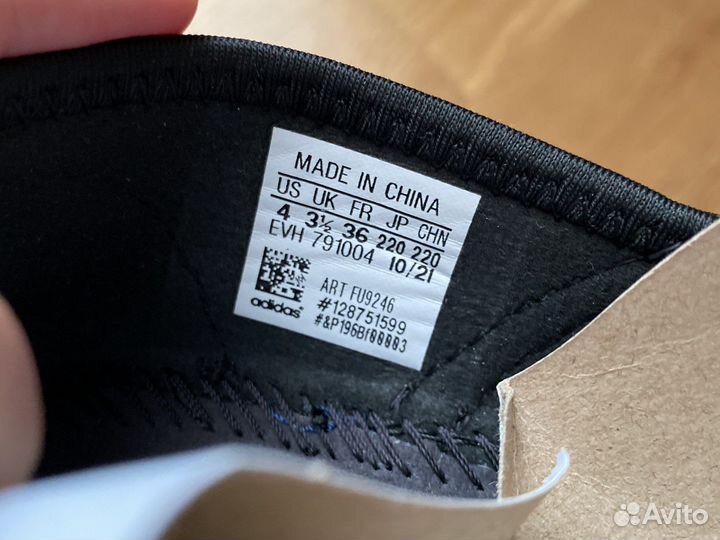 MADE IN CHINA
US UK FR JP CHN
4 3½ 36 220 220
EVH 791004 10/21
ART FU9246
#128751599
#&P196Bf00003
adidas
Avito